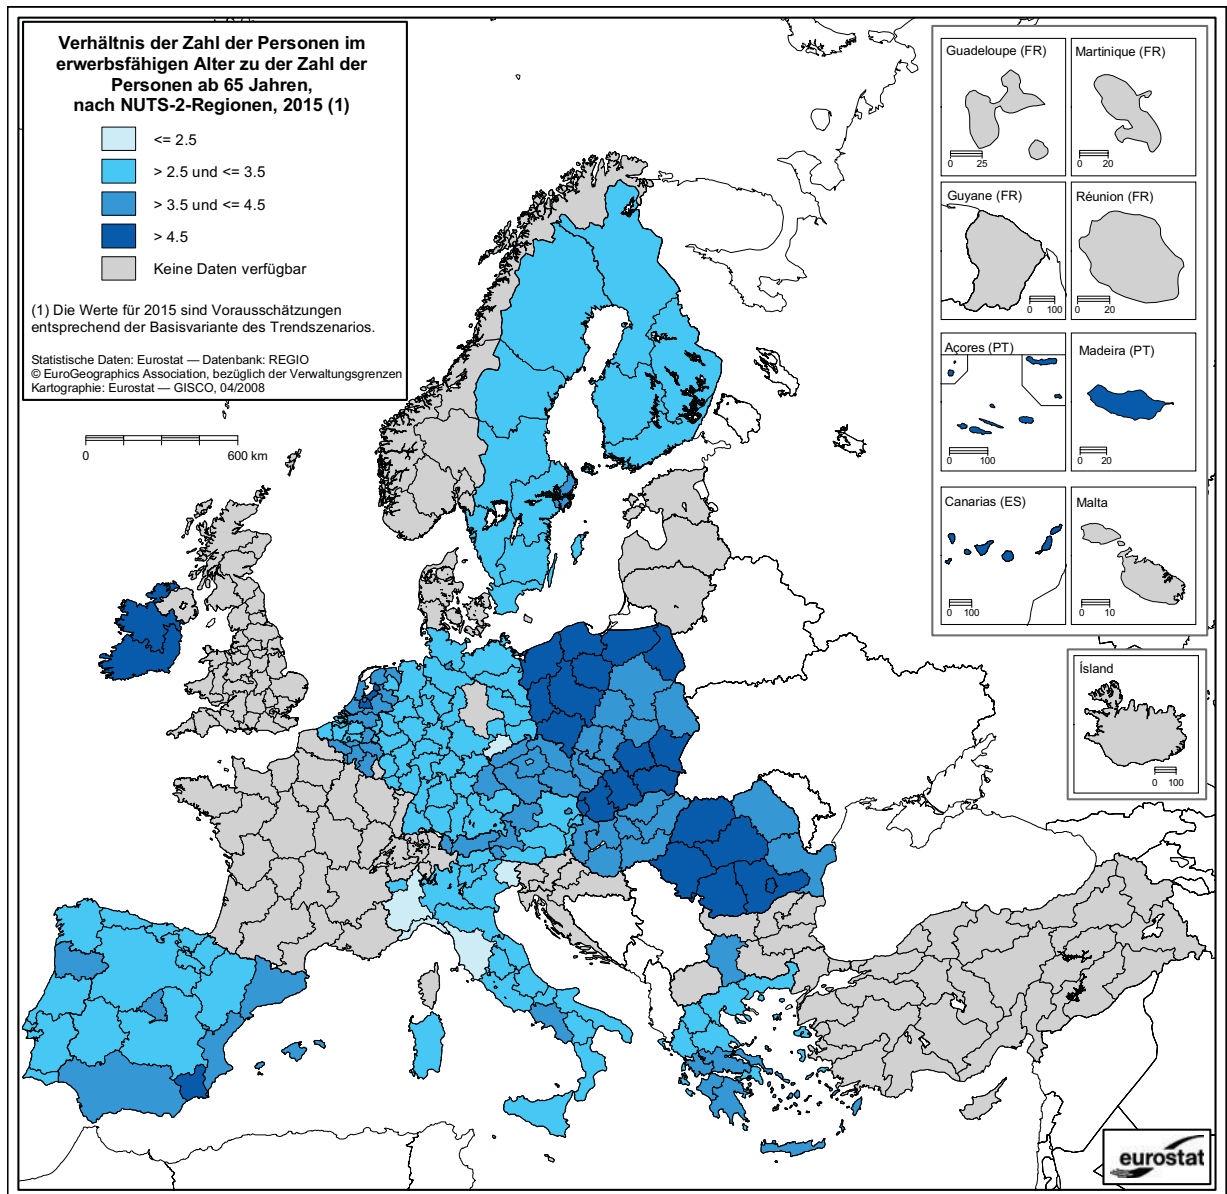 Verhältnis der Zahl der Personen im
erwerbsfähigen Alter zu der Zahl der
Personen ab 65 Jahren,
nach NUTS-2-Regionen, 2015 (1)
<= 2.5
> 2.5 und <= 3.5
> 3.5 und <= 4.5
> 4.5
Keine Daten verfügbar
(1) Die Werte für 2015 sind Vorausschätzungen
entsprechend der Basisvariante des Trendszenarios.
Statistische Daten: Eurostat — Datenbank: REGIO
© EuroGeographics Association, bezüglich der Verwaltungsgrenzen
Kartographie: Eurostat — GISCO, 04/2008
0 600 km
Guadeloupe (FR)
0 25
Martinique (FR)
0 20
Guyane (FR)
0 100
Réunion (FR)
0 20
Açores (PT)
0 100
Madeira (PT)
0 20
Canarias (ES)
0 100
Malta
0 10
Ísland
0 100
eurostat